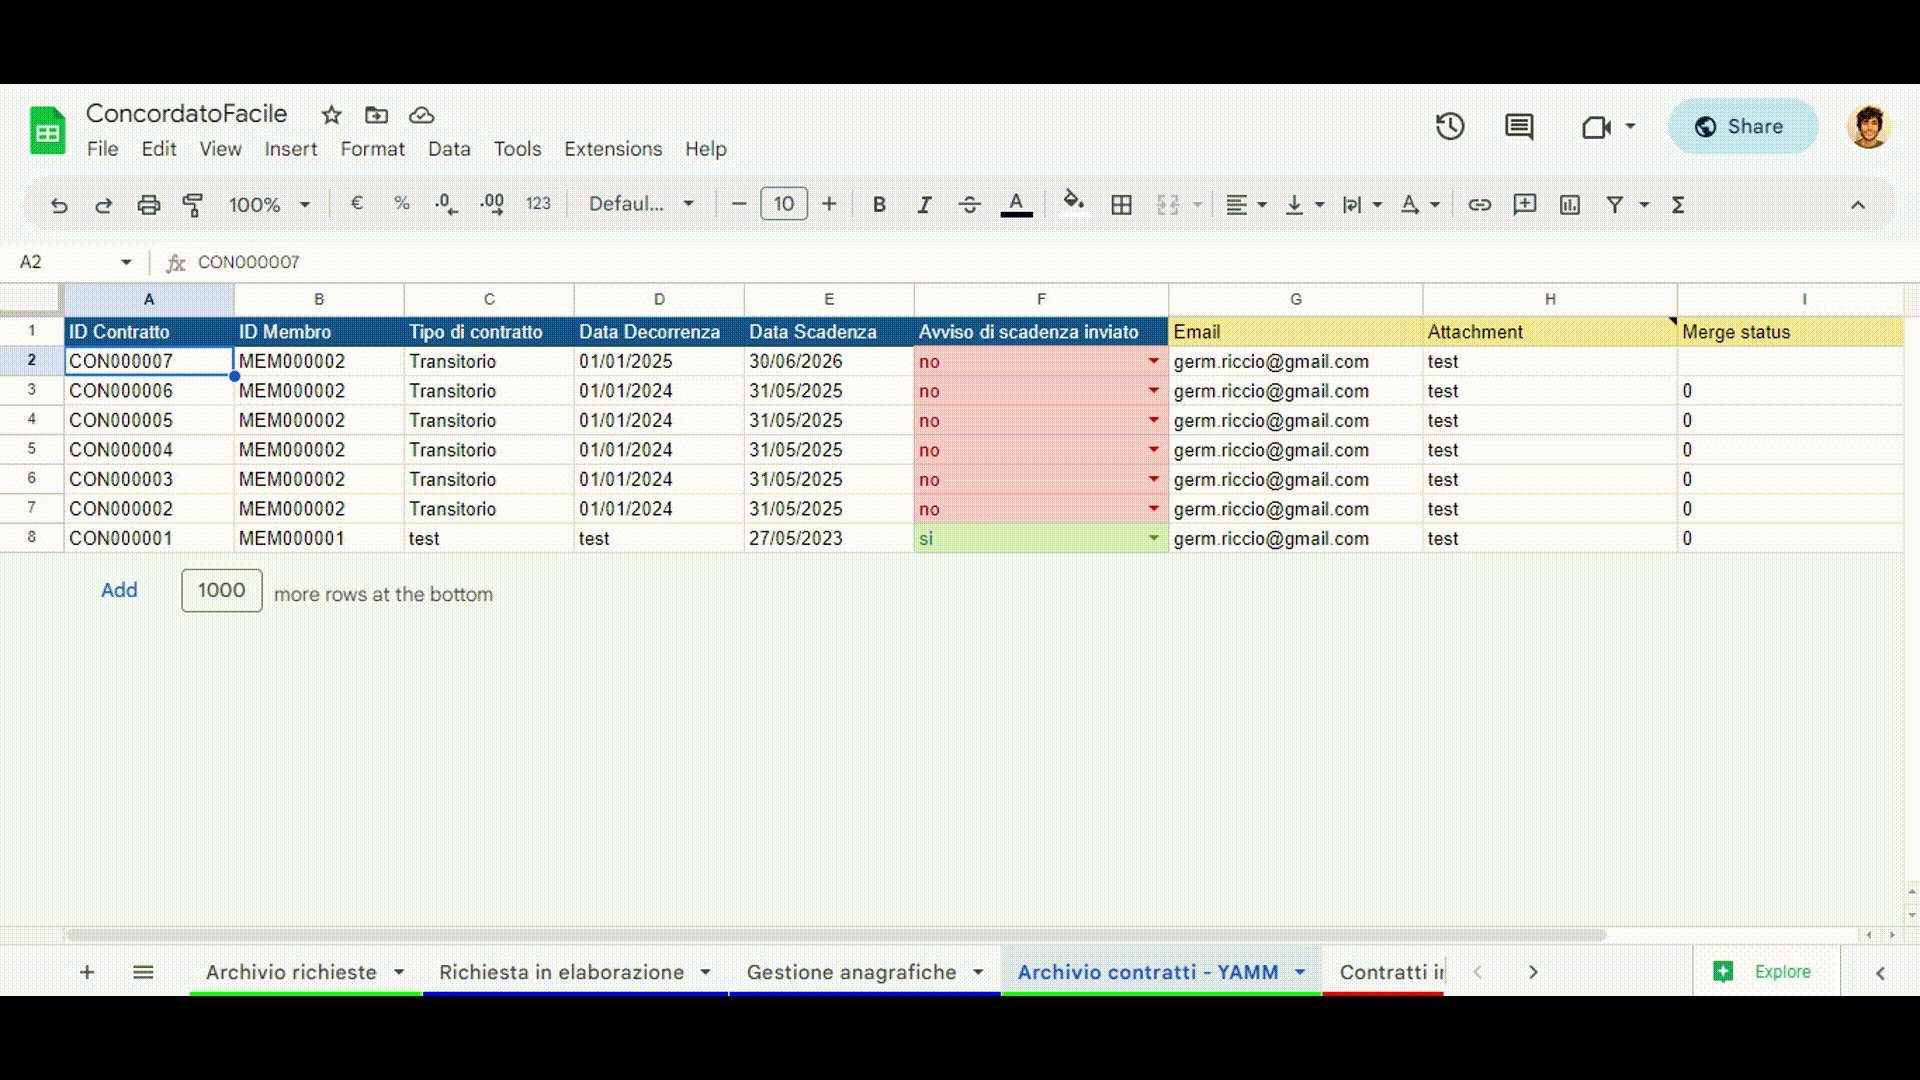 ConcordatoFacile
File Edit View Insert Format Data Tools Extensions Help
Share
100% € % .0 .00 123 Defaul... − 10 + B I S A Σ
A2 fx CON000007
A B C D E F G H I
1 ID Contratto ID Membro Tipo di contratto Data Decorrenza Data Scadenza Avviso di scadenza inviato Email Attachment Merge status
2 CON000007 MEM000002 Transitorio 01/01/2025 30/06/2026 no germ.riccio@gmail.com test
3 CON000006 MEM000002 Transitorio 01/01/2024 31/05/2025 no germ.riccio@gmail.com test 0
4 CON000005 MEM000002 Transitorio 01/01/2024 31/05/2025 no germ.riccio@gmail.com test 0
5 CON000004 MEM000002 Transitorio 01/01/2024 31/05/2025 no germ.riccio@gmail.com test 0
6 CON000003 MEM000002 Transitorio 01/01/2024 31/05/2025 no germ.riccio@gmail.com test 0
7 CON000002 MEM000002 Transitorio 01/01/2024 31/05/2025 no germ.riccio@gmail.com test 0
8 CON000001 MEM000001 test test 27/05/2023 si germ.riccio@gmail.com test 0
Add 1000 more rows at the bottom
+ Archivio richieste Richiesta in elaborazione Gestione anagrafiche Archivio contratti - YAMM Contratti i Explore